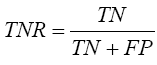 TNR = TN / (TN + FP)